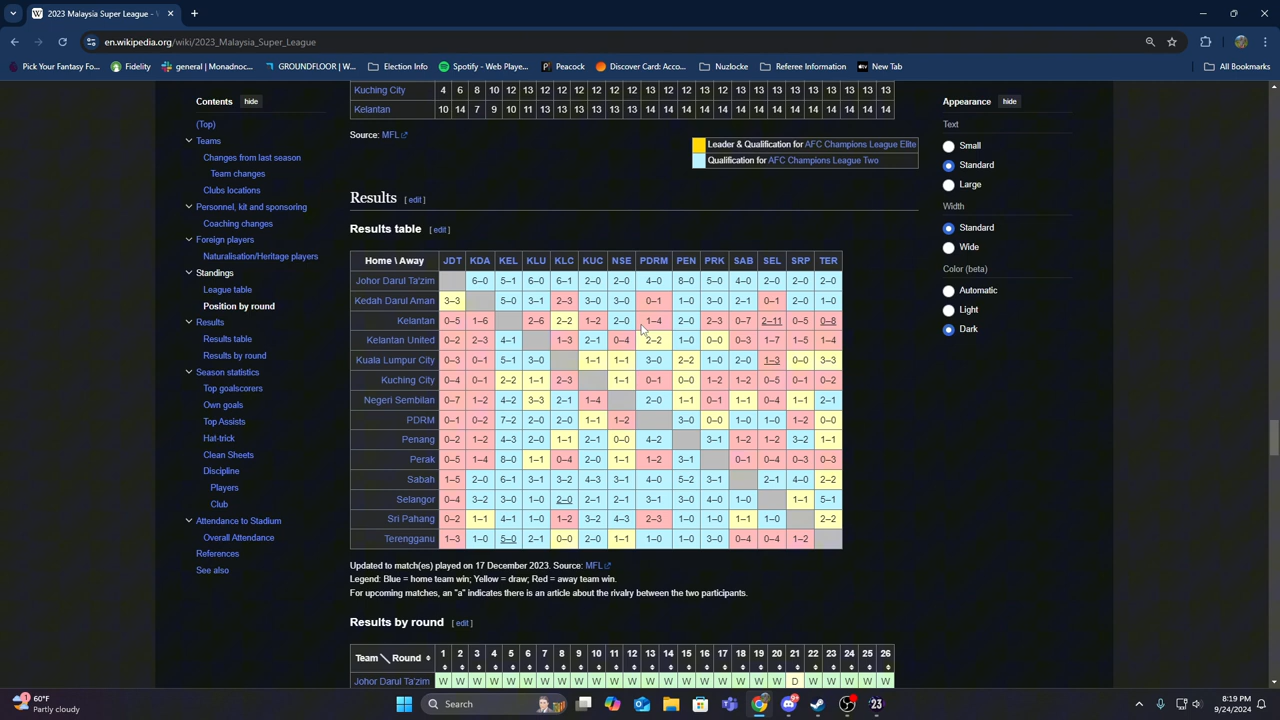 2023 Malaysia Super League -
en.wikipedia.org/wiki/2023_Malaysia_Super_League
Pick Your Fantasy Fo... Fidelity general | Monadnoc... GROUNDFLOOR | W... Election Info Spotify - Web Playe... Peacock Discover Card: Acco... Nuzlocke Referee Information New Tab All Bookmarks
Contents hide
(Top)
Teams
Changes from last season
Team changes
Clubs locations
Personnel, kit and sponsoring
Coaching changes
Foreign players
Naturalisation/Heritage players
Standings
League table
Position by round
Results
Results table
Results by round
Season statistics
Top goalscorers
Own goals
Top Assists
Hat-trick
Clean Sheets
Discipline
Players
Club
Attendance to Stadium
Overall Attendance
References
See also
Kuching City 4 6 8 10 12 13 12 12 12 12 12 12 13 13 13 13 13 13 13 13 13 13 13 13 13 13
Kelantan 10 14 7 9 10 11 13 13 13 13 13 13 14 14 14 14 14 14 14 14 14 14 14 14 14 14
Source: MFL
Leader & Qualification for AFC Champions League Elite
Qualification for AFC Champions League Two
Results [ edit ]
Results table [ edit ]
Home \ Away JDT KDA KEL KLU KLC KUC NSE PDRM PEN PRK SAB SEL SRP TER
Johor Darul Ta'zim 6–0 5–1 6–0 6–1 2–0 2–0 4–0 8–0 5–0 4–0 2–0 2–0 2–0
Kedah Darul Aman 3–3 5–0 3–1 2–3 3–0 3–0 0–1 1–0 3–0 2–1 0–1 2–0 1–0
Kelantan 0–5 1–6 2–6 2–2 1–2 2–0 1–4 2–0 2–3 0–7 2–11 0–5 0–8
Kelantan United 0–2 2–3 4–1 1–3 2–1 0–4 2–2 1–0 0–0 0–3 1–7 1–5 1–4
Kuala Lumpur City 0–3 0–1 5–1 3–0 1–1 1–1 3–0 2–2 1–0 2–0 1–3 0–0 3–3
Kuching City 0–4 0–1 2–2 1–1 2–3 1–1 0–1 0–0 1–2 1–2 0–5 0–1 0–2
Negeri Sembilan 0–7 1–2 4–2 3–3 2–1 1–4 2–0 1–1 0–1 1–1 0–4 1–1 2–1
PDRM 0–1 0–2 7–2 2–0 2–0 1–1 1–2 3–0 0–0 1–0 1–0 1–2 0–0
Penang 0–2 1–2 4–3 2–0 1–1 2–1 0–0 4–2 3–1 1–2 1–2 3–2 1–1
Perak 0–5 1–4 8–0 1–1 0–4 2–0 1–1 1–2 3–1 0–1 0–4 0–3 0–3
Sabah 1–5 2–0 6–1 3–1 3–2 4–3 3–1 4–0 5–2 3–1 2–1 4–0 2–2
Selangor 0–4 3–2 3–0 1–0 2–0 2–1 2–1 3–1 3–0 4–0 1–0 1–1 5–1
Sri Pahang 0–2 1–1 4–1 1–0 1–2 3–2 4–3 2–3 1–0 1–0 1–1 1–0 2–2
Terengganu 1–3 1–0 5–0 2–1 0–0 2–0 1–1 1–0 1–0 3–0 0–4 0–4 1–2
Updated to match(es) played on 17 December 2023. Source: MFL
Legend: Blue = home team win; Yellow = draw; Red = away team win.
For upcoming matches, an "a" indicates there is an article about the rivalry between the two participants.
Results by round [ edit ]
Team \ Round 1 2 3 4 5 6 7 8 9 10 11 12 13 14 15 16 17 18 19 20 21 22 23 24 25 26
Johor Darul Ta'zim W W W W W W W W W W W W W W W W W W W W D W W W W W
Appearance hide
Text
Small
Standard
Large
Width
Standard
Wide
Color (beta)
Automatic
Light
Dark
60°F
Partly cloudy
Search
8:19 PM
9/24/2024